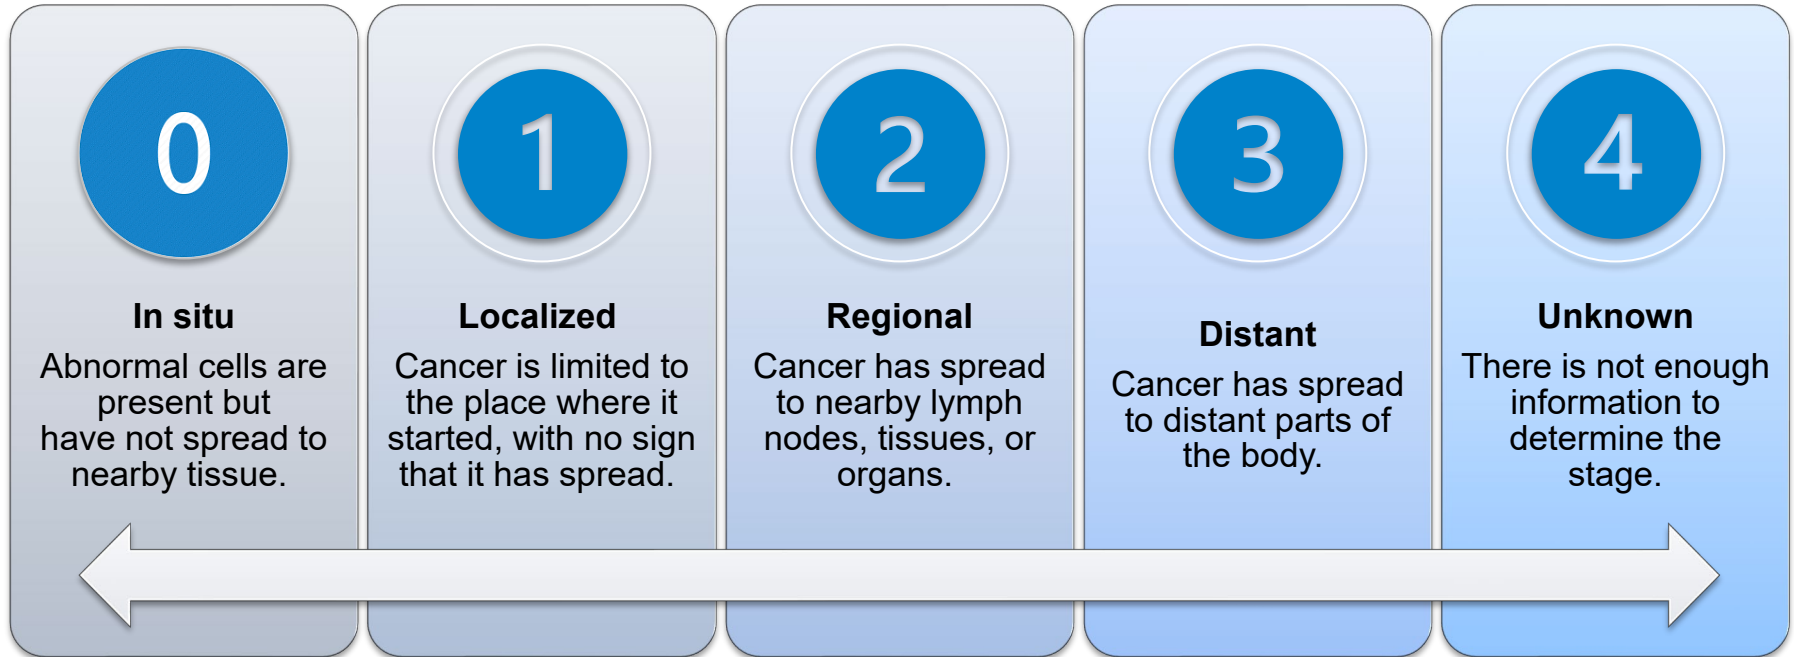 0
In situ
Abnormal cells are
present but
have not spread to
nearby tissue.
1
Localized
Cancer is limited to
the place where it
started, with no sign
that it has spread.
2
Regional
Cancer has spread
to nearby lymph
nodes, tissues, or
organs.
3
Distant
Cancer has spread
to distant parts of
the body.
4
Unknown
There is not enough
information to
determine the
stage.